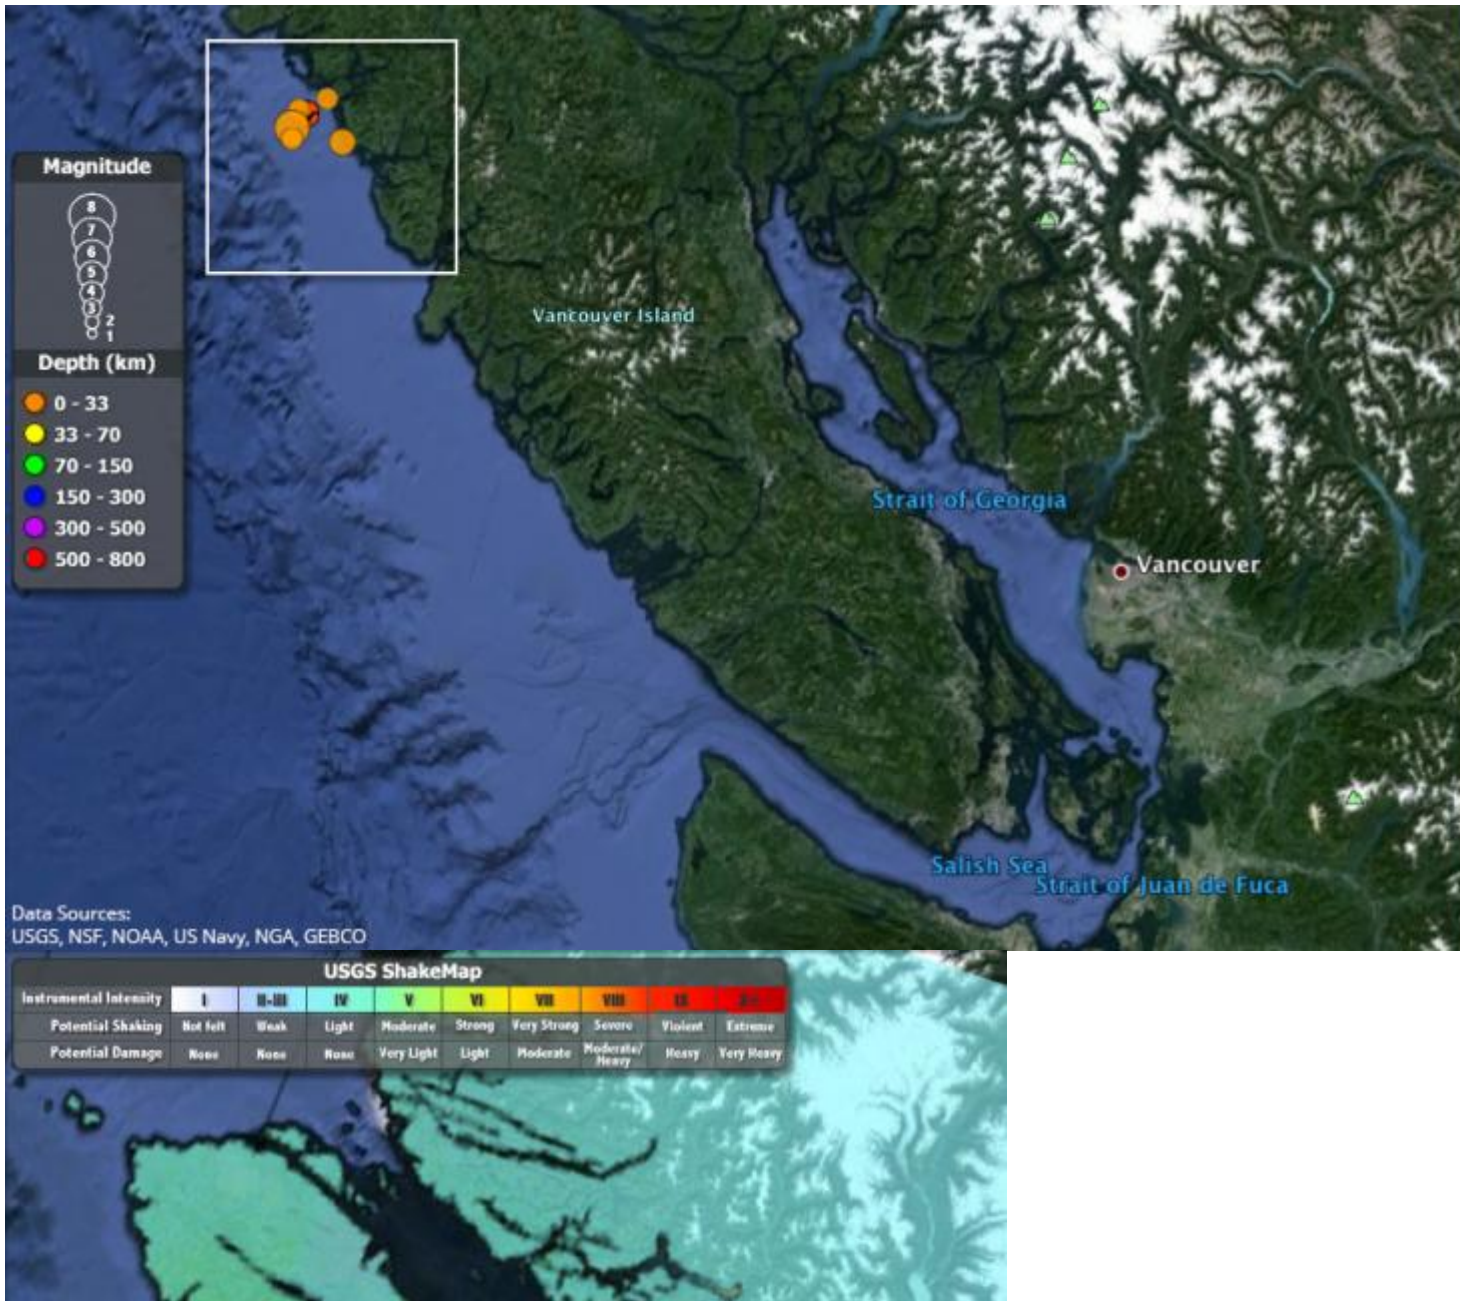 Magnitude
8
7
6
5
4
3
2
1
Depth (km)
0 - 33
33 - 70
70 - 150
150 - 300
300 - 500
500 - 800
Vancouver Island
Strait of Georgia
Vancouver
Salish Sea
Strait of Juan de Fuca
Data Sources:
USGS, NSF, NOAA, US Navy, NGA, GEBCO
USGS ShakeMap
Instrumental Intensity I II-III IV V VI VII VIII IX X+
Potential Shaking Not felt Weak Light Moderate Strong Very Strong Severe Violent Extreme
Potential Damage None None None Very Light Light Moderate Moderate/Heavy Heavy Very Heavy